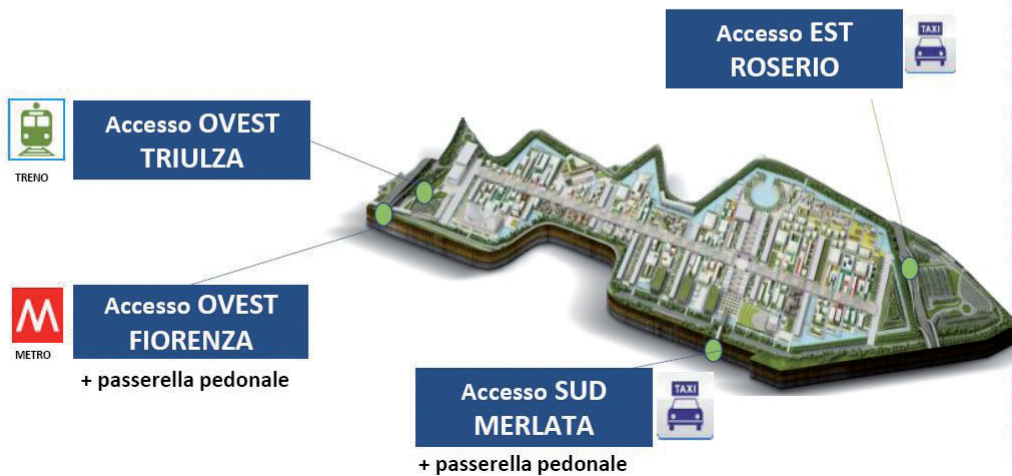 Accesso EST
ROSERIO
TAXI
Accesso OVEST
TRIULZA
TRENO
Accesso OVEST
FIORENZA
M
METRO
+ passerella pedonale
Accesso SUD
MERLATA
TAXI
+ passerella pedonale